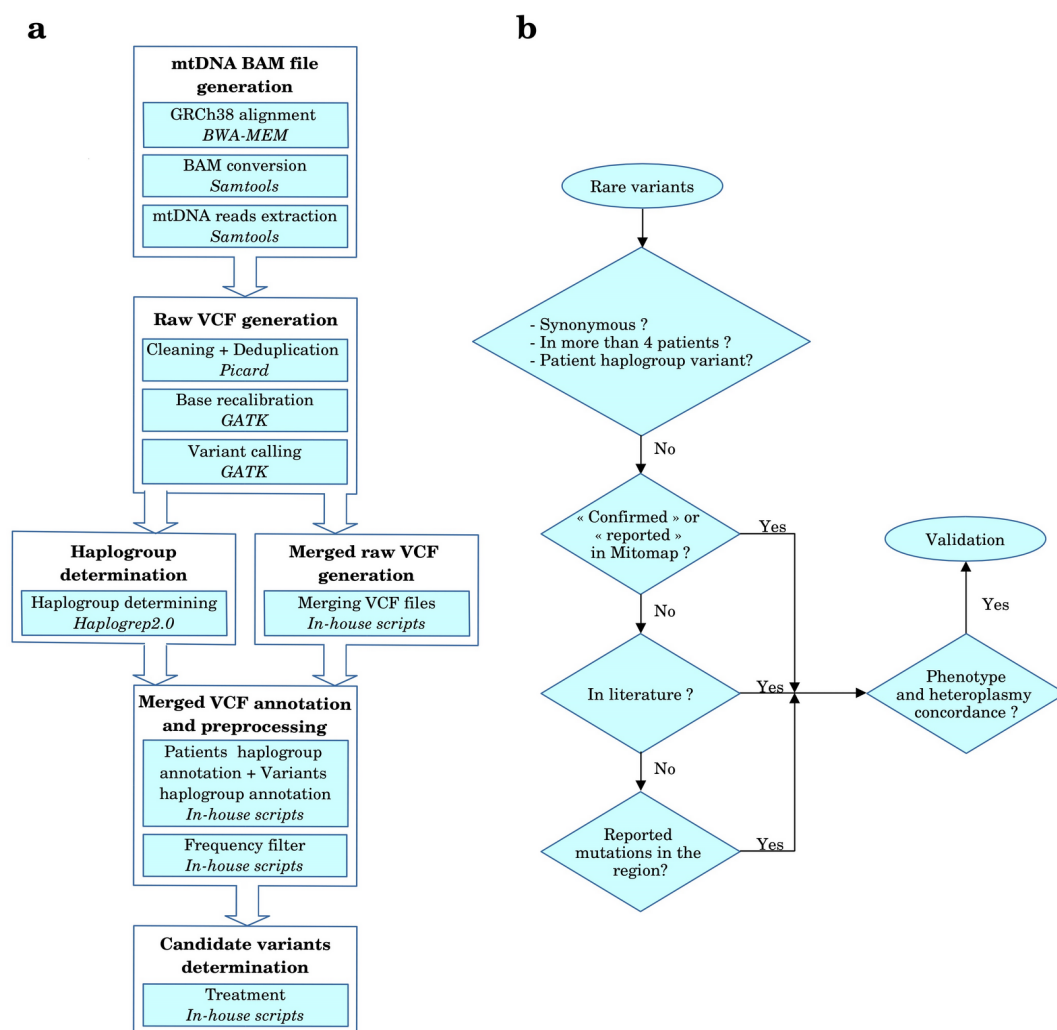 a
mtDNA BAM file
generation
GRCh38 alignment
BWA-MEM
BAM conversion
Samtools
mtDNA reads extraction
Samtools
Raw VCF generation
Cleaning + Deduplication
Picard
Base recalibration
GATK
Variant calling
GATK
Haplogroup
determination
Haplogroup determining
Haplogrep2.0
Merged raw VCF
generation
Merging VCF files
In-house scripts
Merged VCF annotation
and preprocessing
Patients haplogroup
annotation + Variants
haplogroup annotation
In-house scripts
Frequency filter
In-house scripts
Candidate variants
determination
Treatment
In-house scripts
b
Rare variants
- Synonymous ?
- In more than 4 patients ?
- Patient haplogroup variant?
No
« Confirmed » or
« reported »
in Mitomap ?
Yes
No
In literature ?
Yes
No
Reported
mutations in the
region?
Yes
Phenotype
and heteroplasmy
concordance ?
Yes
Validation